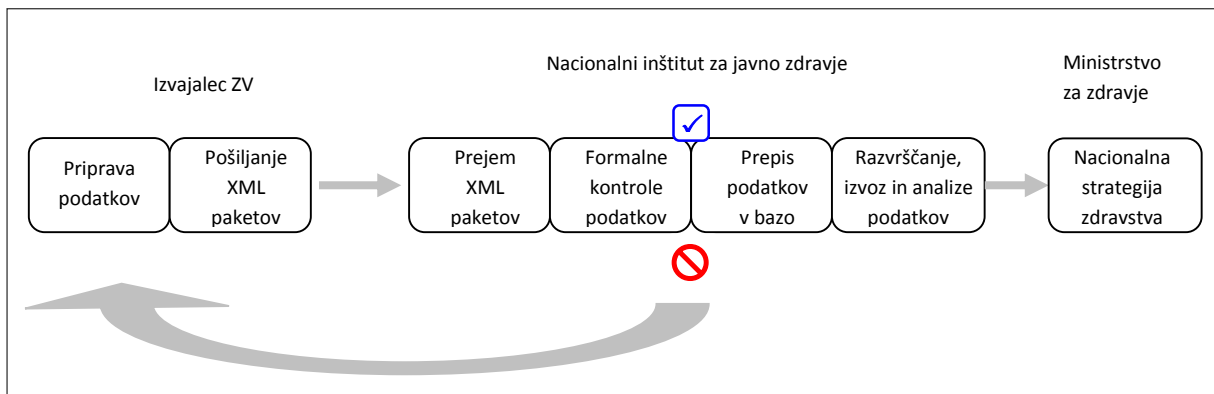 Izvajalec ZV
Nacionalni inštitut za javno zdravje
Ministrstvo
za zdravje
Priprava
podatkov
Pošiljanje
XML
paketov
Prejem
XML
paketov
Formalne
kontrole
podatkov
Prepis
podatkov
v bazo
Razvrščanje,
izvoz in analize
podatkov
Nacionalna
strategija
zdravstva